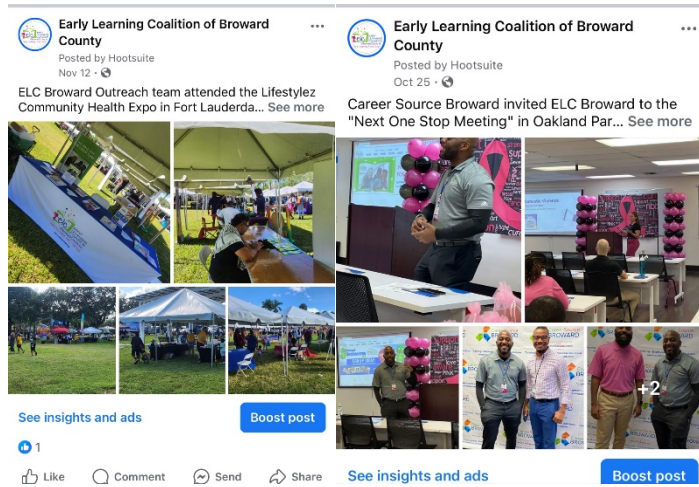 Early Learning Coalition of Broward
County
Posted by Hootsuite
Nov 12 ·
ELC Broward Outreach team attended the Lifestylez
Community Health Expo in Fort Lauderda... See more
See insights and ads
Boost post
1
Like
Comment
Send
Share
Early Learning Coalition of Broward
County
Posted by Hootsuite
Oct 25 ·
Career Source Broward invited ELC Broward to the
"Next One Stop Meeting" in Oakland Par... See more
BROWARD
+2
See insights and ads
Boost post